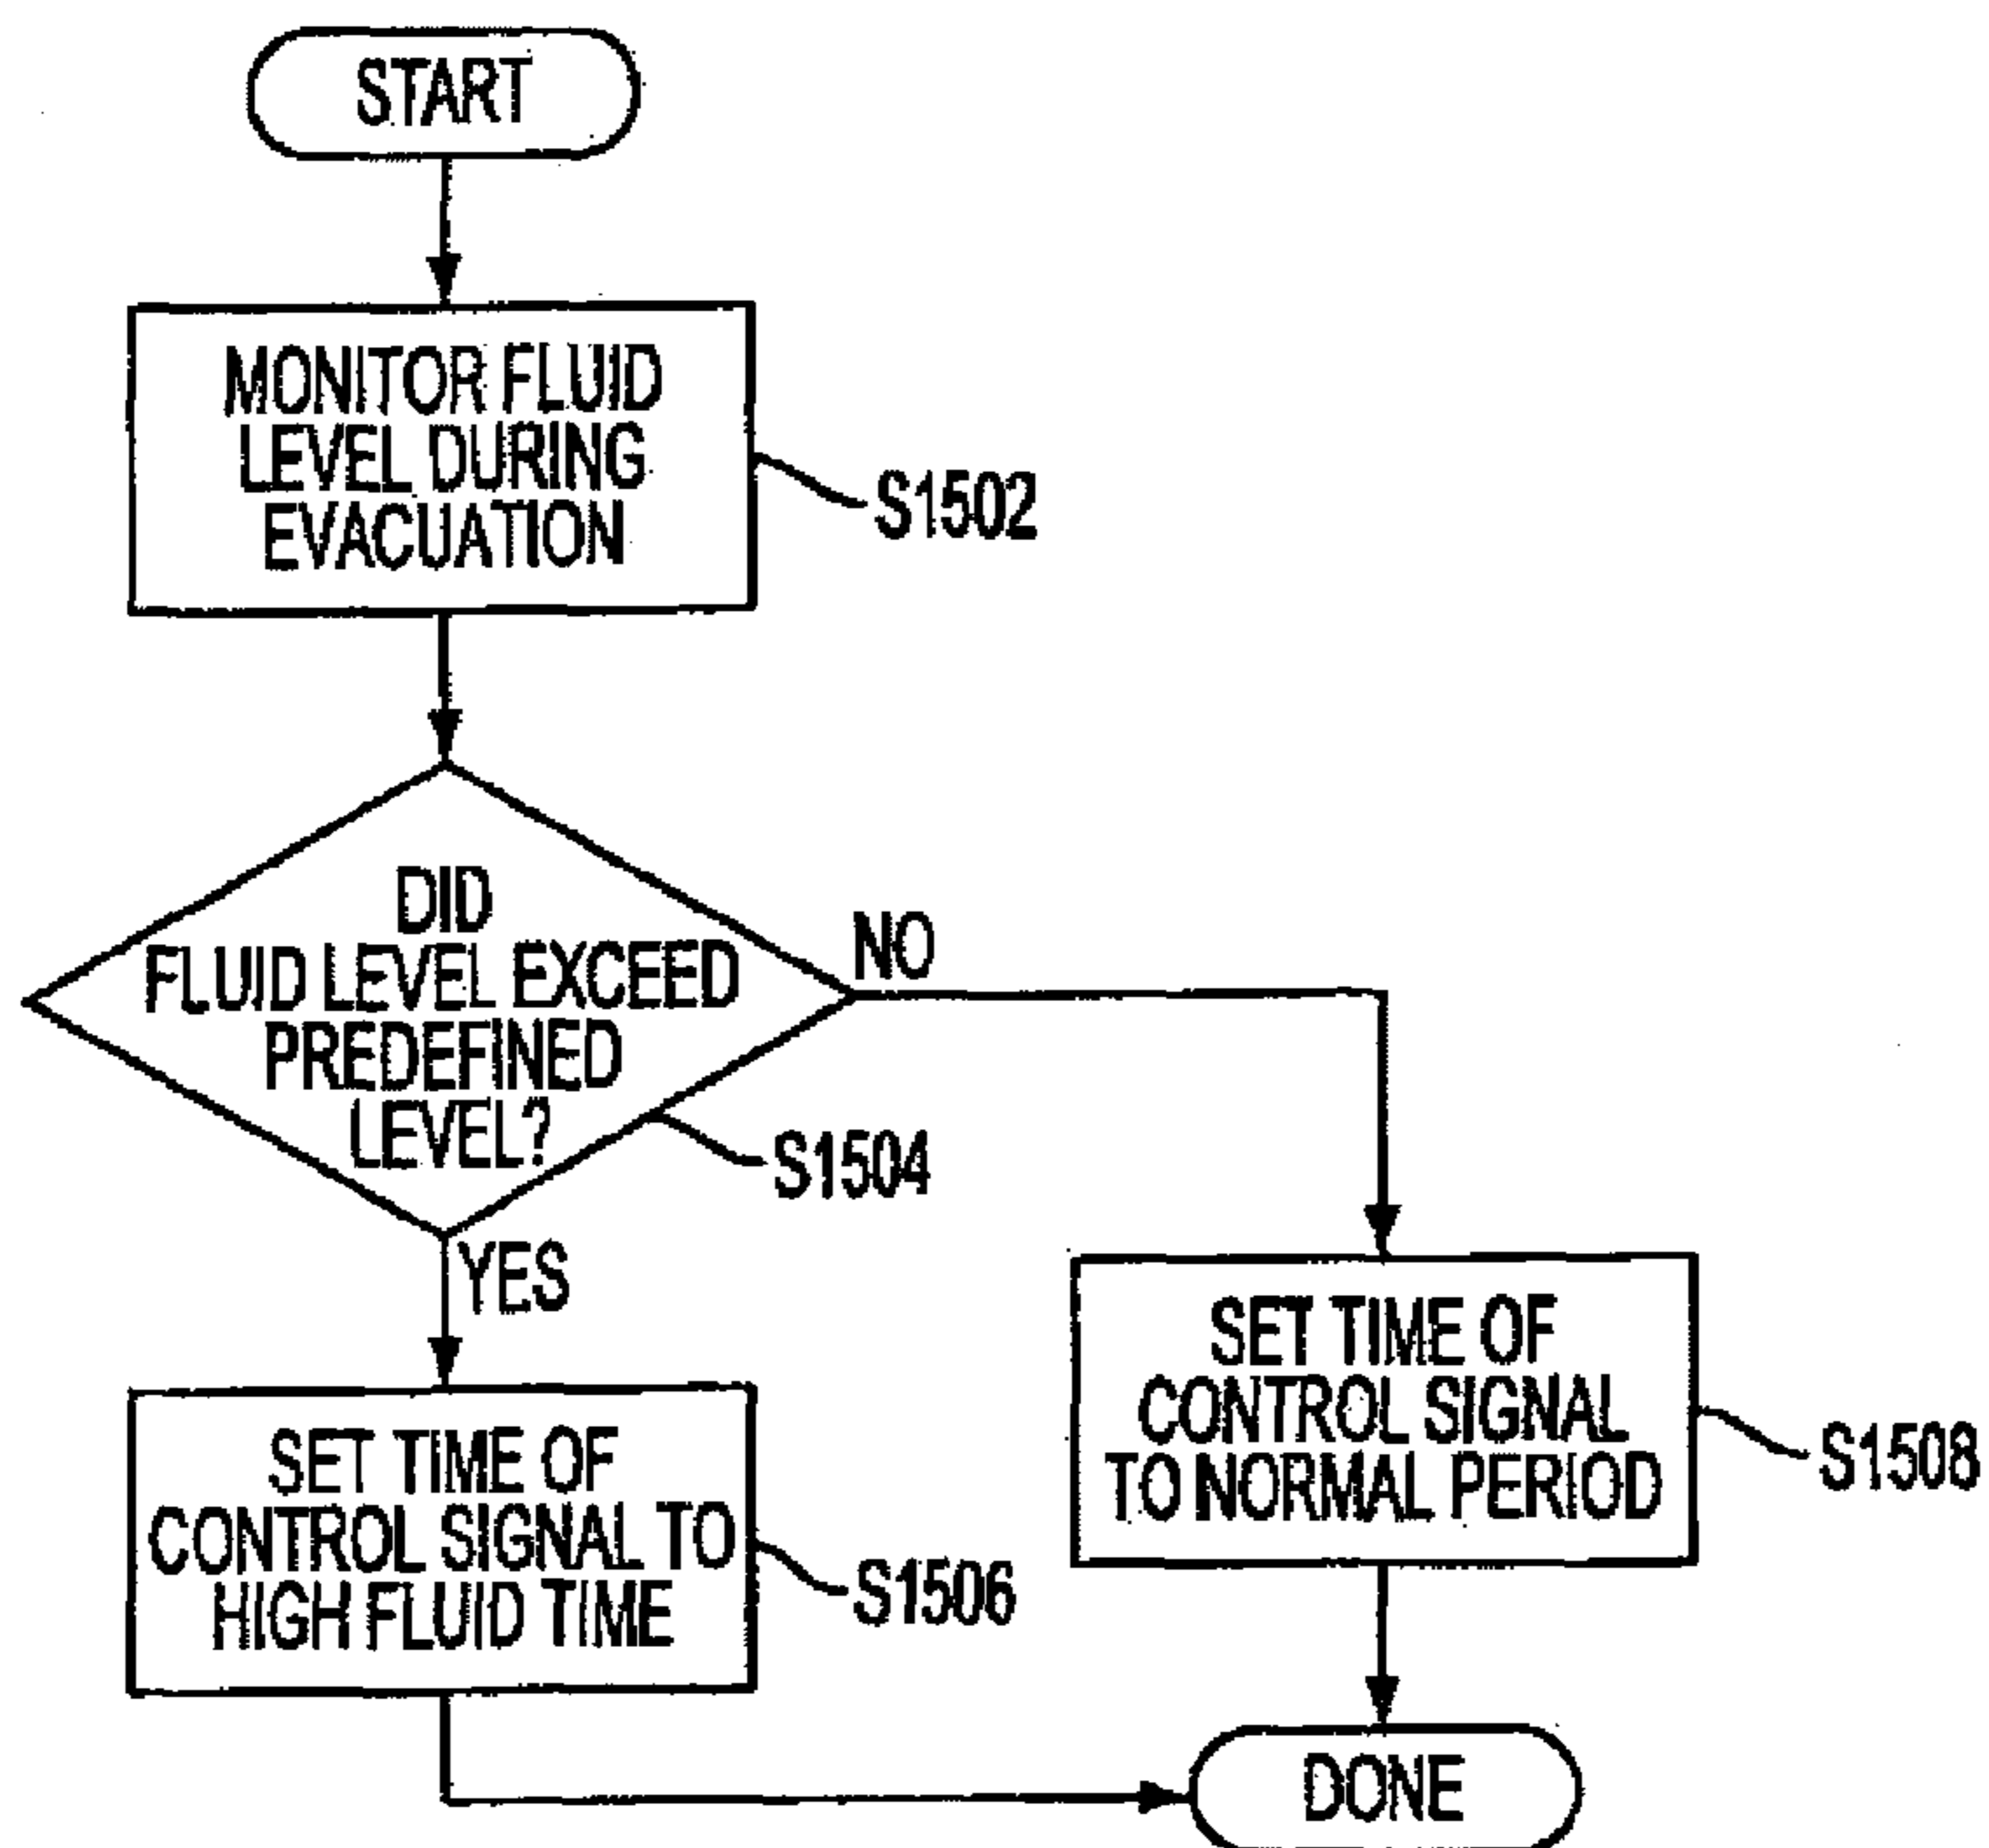 START
MONITOR FLUID
LEVEL DURING
EVACUATION
S1502
DID
FLUID LEVEL EXCEED
PREDEFINED
LEVEL?
S1504
NO
YES
SET TIME OF
CONTROL SIGNAL TO
HIGH FLUID TIME
S1506
SET TIME OF
CONTROL SIGNAL
TO NORMAL PERIOD
S1508
DONE